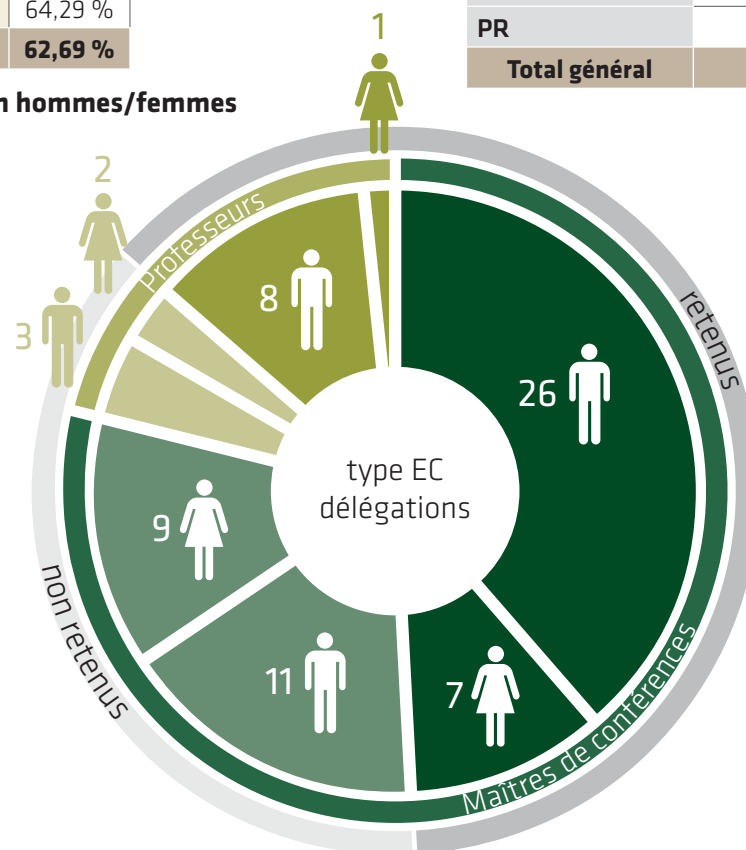 64,29 %
62,69 %
PR
Total général
hommes/femmes
1
2
3
Professeurs
8
retenus
26
type EC
délégations
9
non retenus
11
7
Maîtres de conférences